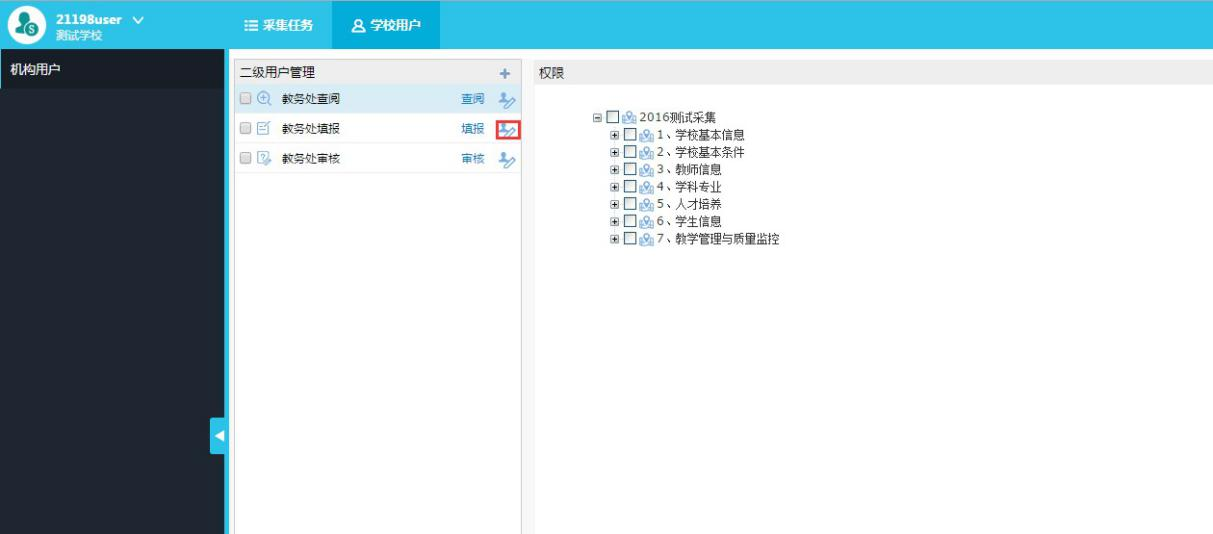 21198user
测试学校
采集任务
学校用户
机构用户
二级用户管理
教务处查阅 查阅
教务处填报 填报
教务处审核 审核
权限
2016测试采集
1、学校基本信息
2、学校基本条件
3、教师信息
4、学科专业
5、人才培养
6、学生信息
7、教学管理与质量监控